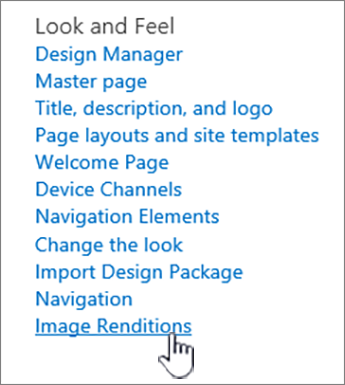 Look and Feel
Design Manager
Master page
Title, description, and logo
Page layouts and site templates
Welcome Page
Device Channels
Navigation Elements
Change the look
Import Design Package
Navigation
Image Renditions